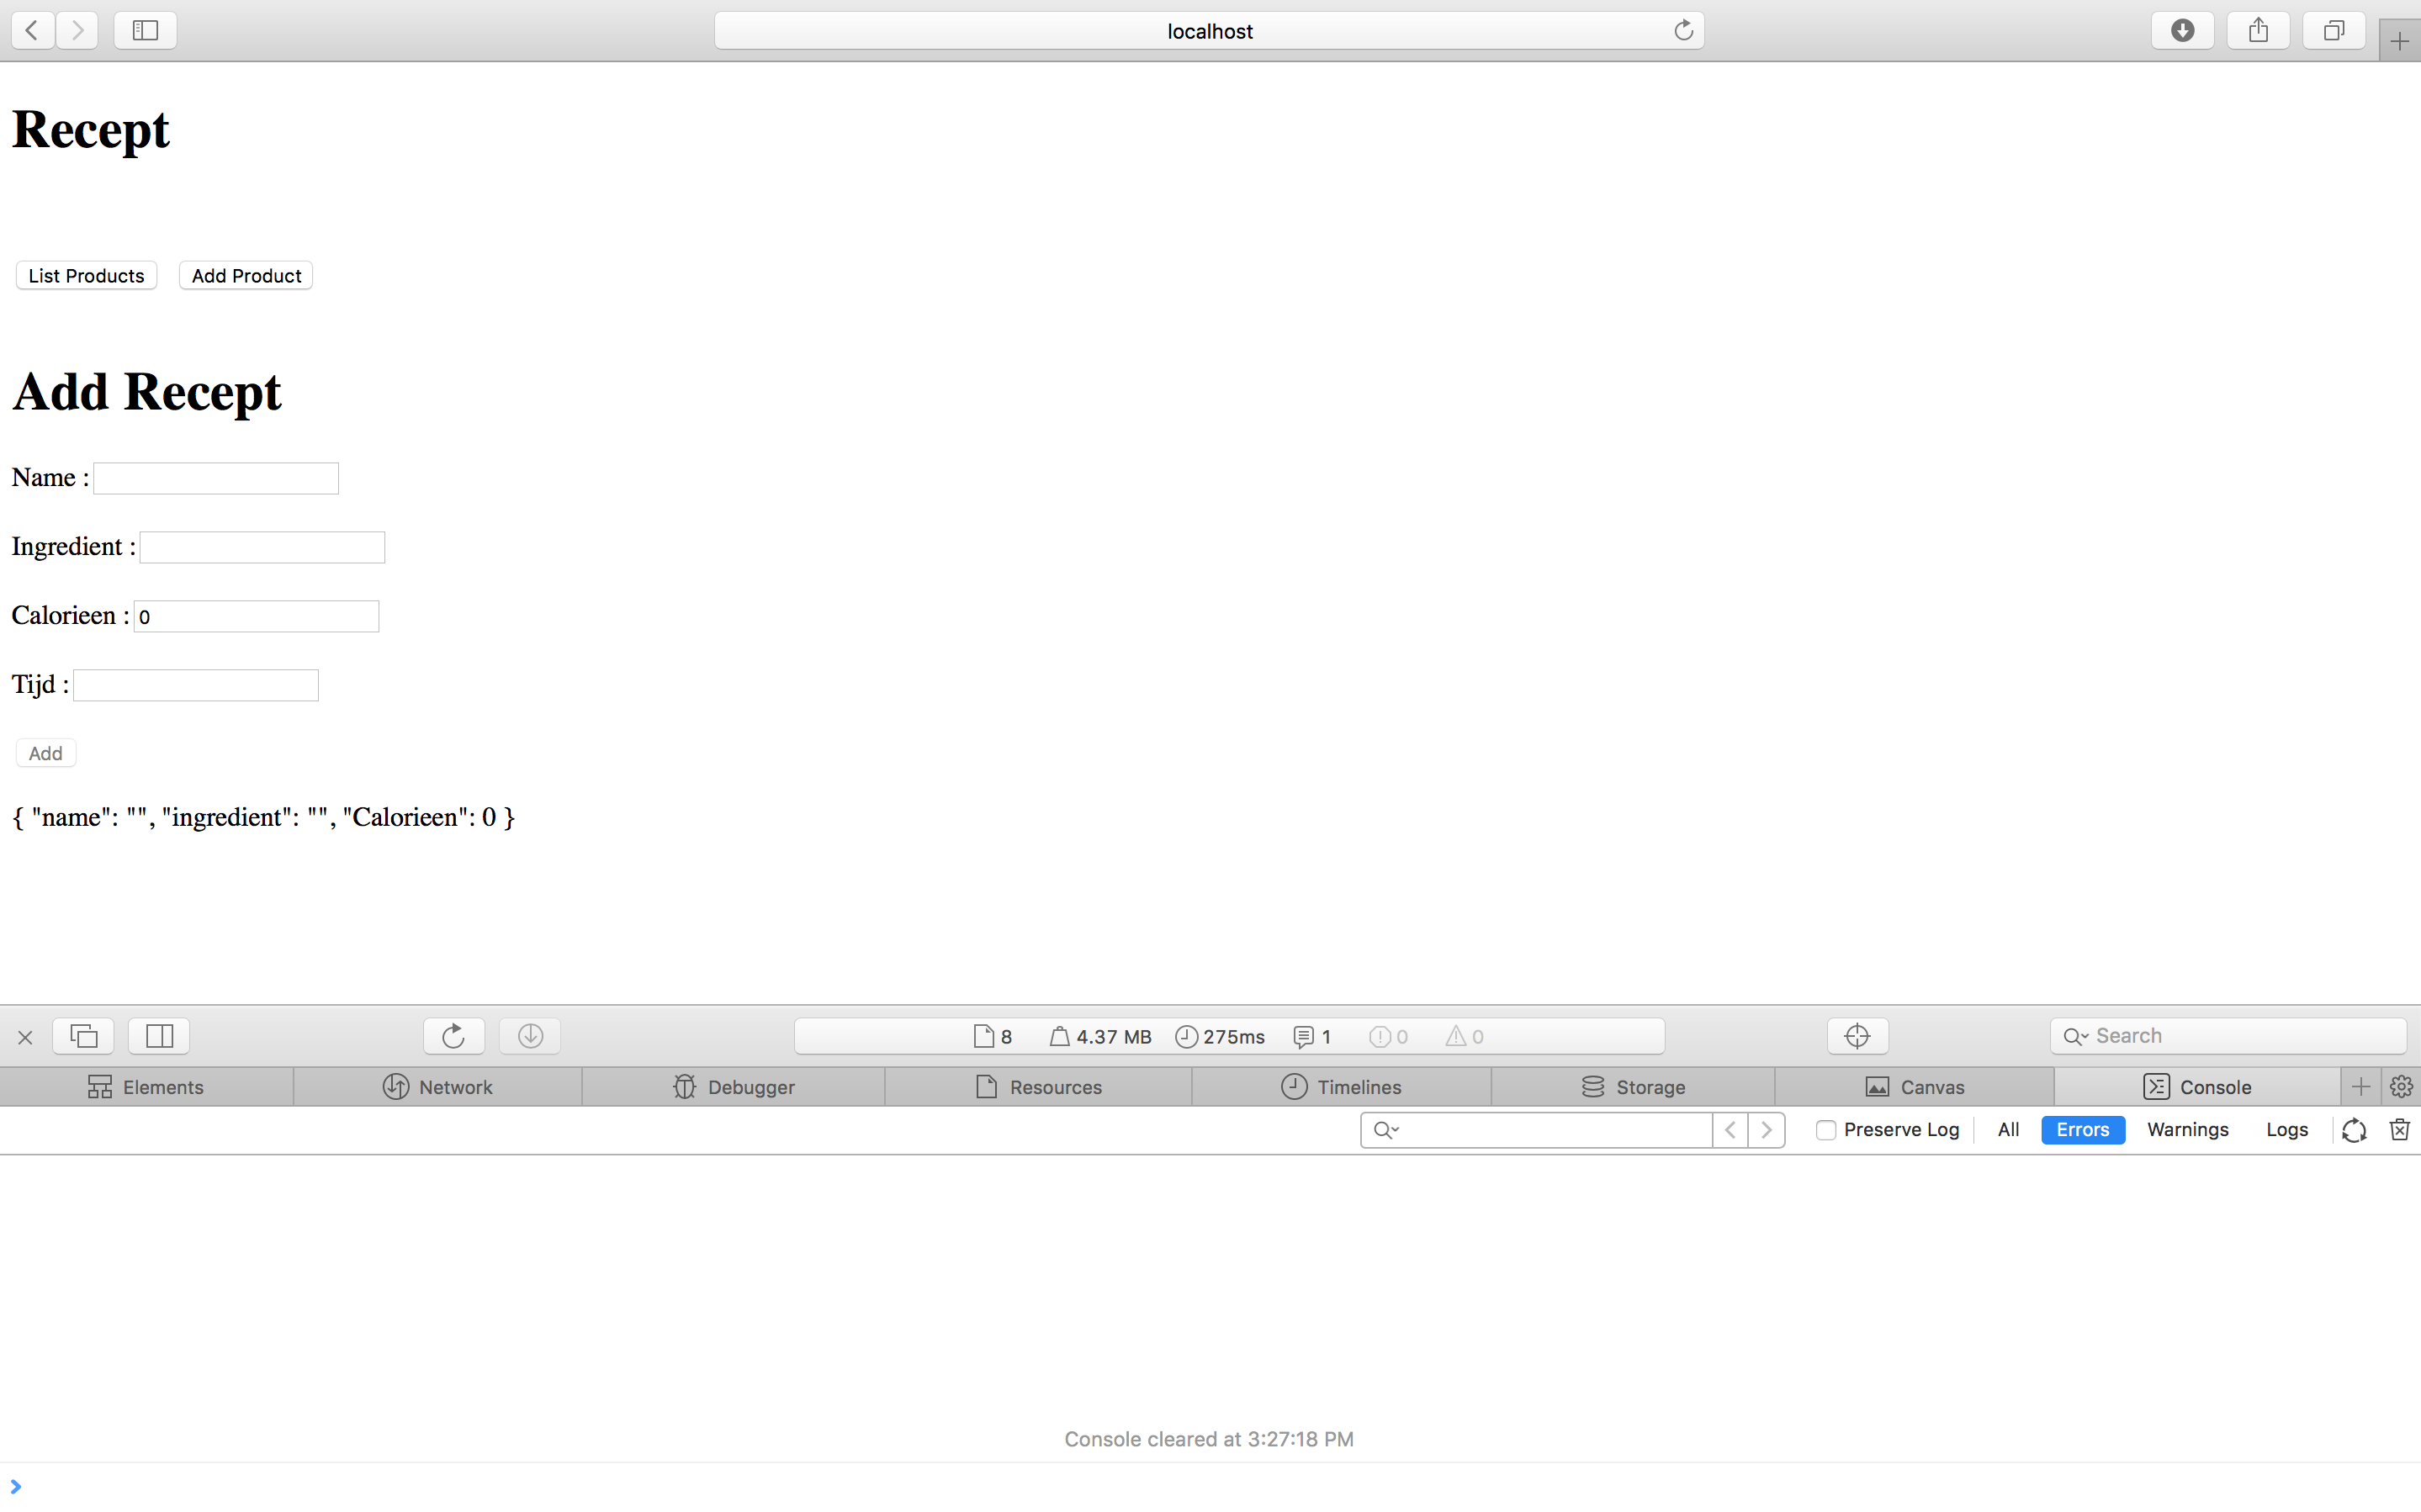 localhost
Recept
List Products Add Product
Add Recept
Name :
Ingredient :
Calorieen : 0
Tijd :
Add
{ "name": "", "ingredient": "", "Calorieen": 0 }
8 4.37 MB 275ms 1 0 0 Search
Elements Network Debugger Resources Timelines Storage Canvas Console
Preserve Log All Errors Warnings Logs
Console cleared at 3:27:18 PM